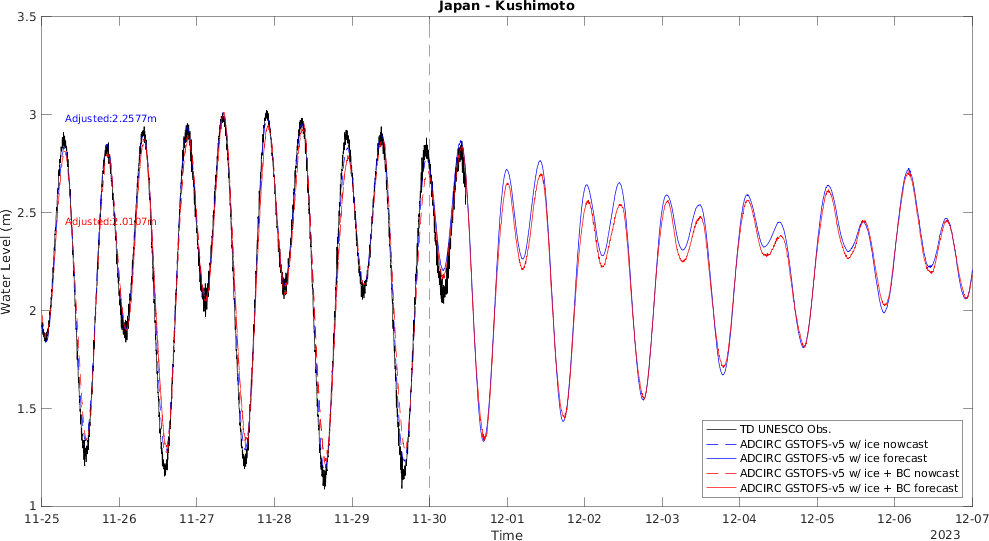 Japan - Kushimoto
3.5
3
2.5
2
1.5
1
Water Level (m)
Adjusted:2.2577m
Adjusted:2.0107m
TD UNESCO Obs.
ADCIRC GSTOFS-v5 w/ ice nowcast
ADCIRC GSTOFS-v5 w/ ice forecast
ADCIRC GSTOFS-v5 w/ ice + BC nowcast
ADCIRC GSTOFS-v5 w/ ice + BC forecast
11-25 11-26 11-27 11-28 11-29 11-30 12-01 12-02 12-03 12-04 12-05 12-06 12-07
Time
2023